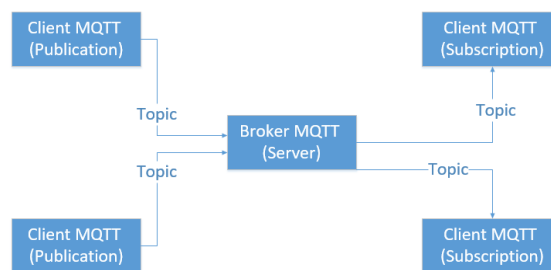 Client MQTT
(Publication)
Client MQTT
(Subscription)
Topic
Topic
Broker MQTT
(Server)
Topic
Topic
Client MQTT
(Publication)
Client MQTT
(Subscription)